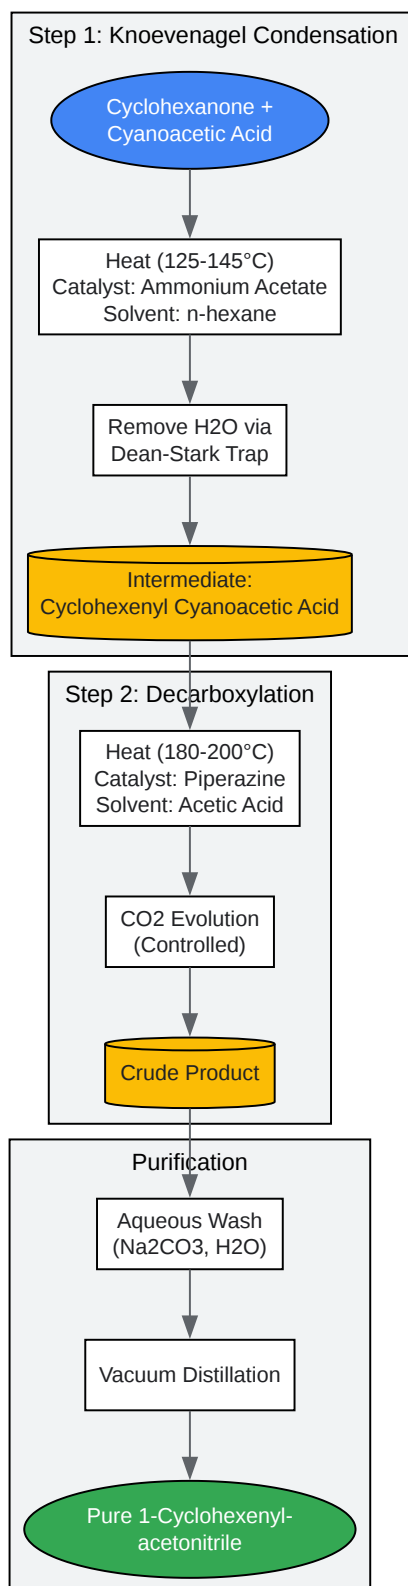 Step 1: Knoevenagel Condensation
Cyclohexanone +
Cyanoacetic Acid
Heat (125-145°C)
Catalyst: Ammonium Acetate
Solvent: n-hexane
Remove H2O via
Dean-Stark Trap
Intermediate:
Cyclohexenyl Cyanoacetic Acid
Step 2: Decarboxylation
Heat (180-200°C)
Catalyst: Piperazine
Solvent: Acetic Acid
CO2 Evolution
(Controlled)
Crude Product
Purification
Aqueous Wash
(Na2CO3, H2O)
Vacuum Distillation
Pure 1-Cyclohexenyl-
acetonitrile